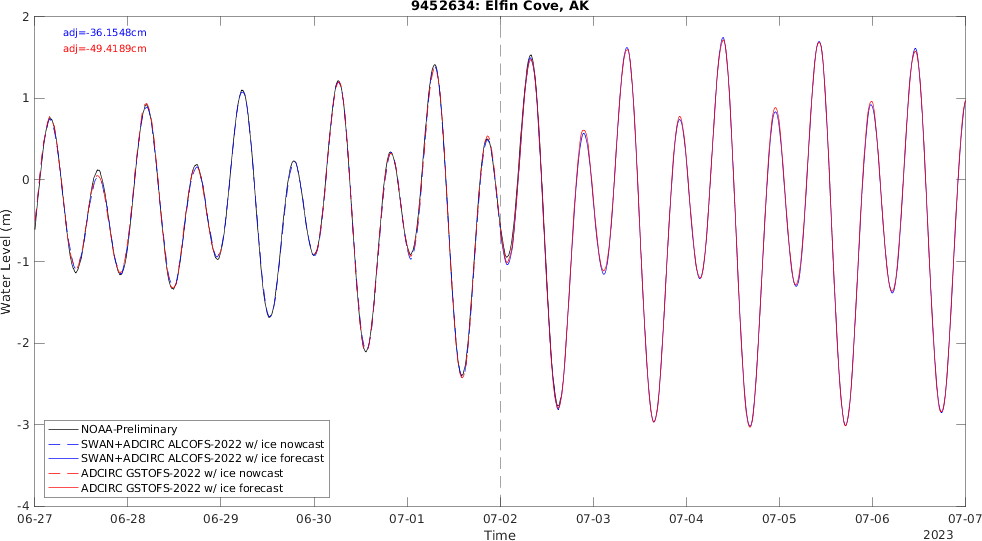 9452634: Elfin Cove, AK
adj=-36.1548cm
adj=-49.4189cm
2
1
0
-1
-2
-3
-4
Water Level (m)
NOAA-Preliminary
SWAN+ADCIRC ALCOFS-2022 w/ ice nowcast
SWAN+ADCIRC ALCOFS-2022 w/ ice forecast
ADCIRC GSTOFS-2022 w/ ice nowcast
ADCIRC GSTOFS-2022 w/ ice forecast
06-27 06-28 06-29 06-30 07-01 07-02 07-03 07-04 07-05 07-06 07-07
Time
2023